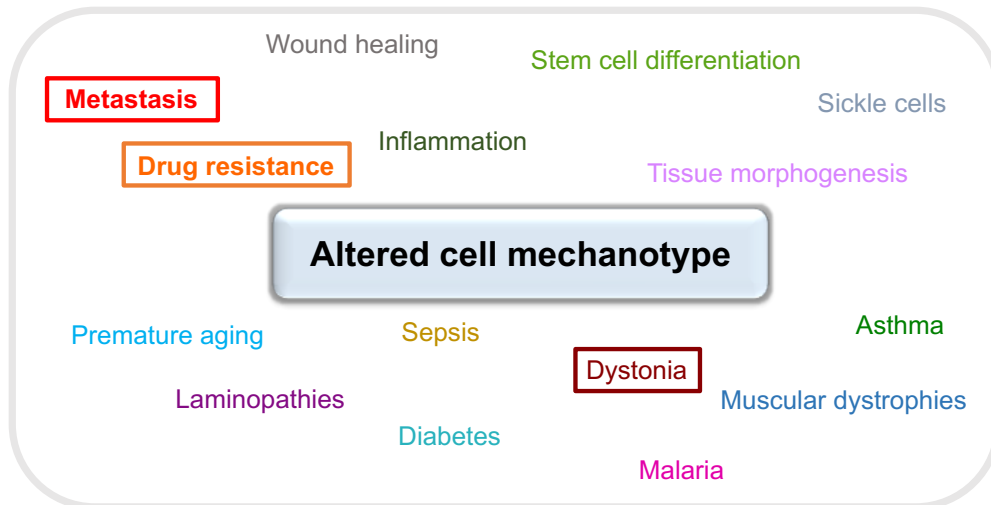 Wound healing
Stem cell differentiation
Metastasis
Sickle cells
Inflammation
Drug resistance
Tissue morphogenesis
Altered cell mechanotype
Premature aging
Sepsis
Asthma
Dystonia
Laminopathies
Muscular dystrophies
Diabetes
Malaria